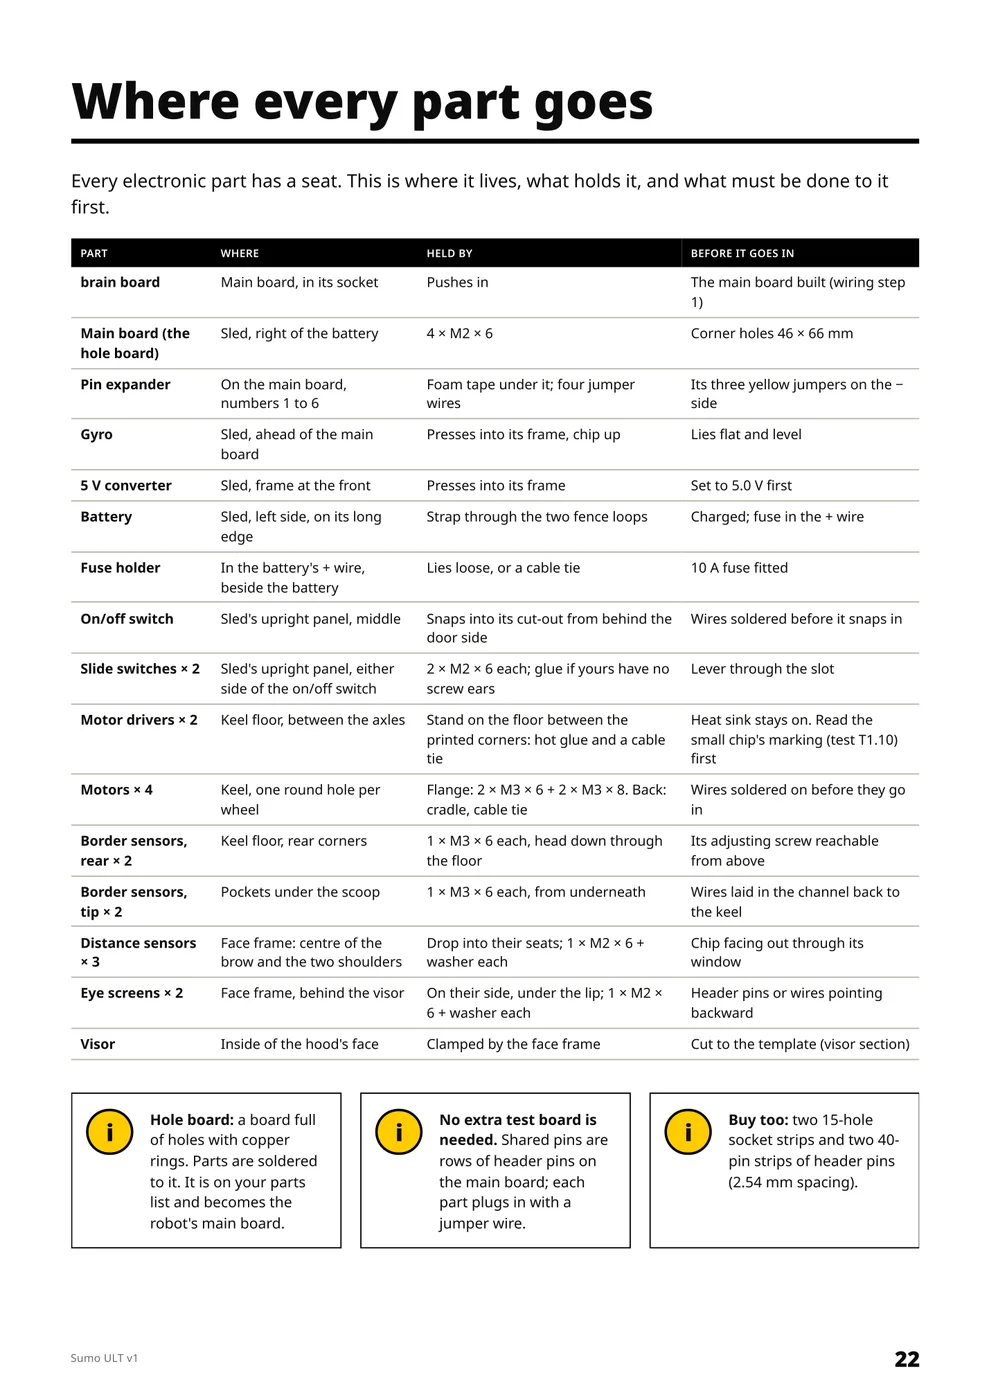 Where every part goes
Every electronic part has a seat. This is where it lives, what holds it, and what must be done to it
first.
PART WHERE HELD BY BEFORE IT GOES IN
brain board Main board, in its socket Pushes in The main board built (wiring step
1)
Main board (the Sled, right of the battery 4 × M2 × 6 Corner holes 46 × 66 mm
hole board)
Pin expander On the main board, Foam tape under it; four jumper Its three yellow jumpers on the −
numbers 1 to 6 wires side
Gyro Sled, ahead of the main Presses into its frame, chip up Lies flat and level
board
5 V converter Sled, frame at the front Presses into its frame Set to 5.0 V first
Battery Sled, left side, on its long Strap through the two fence loops Charged; fuse in the + wire
edge
Fuse holder In the battery's + wire, Lies loose, or a cable tie 10 A fuse fitted
beside the battery
On/off switch Sled's upright panel, middle Snaps into its cut-out from behind the Wires soldered before it snaps in
door side
Slide switches × 2 Sled's upright panel, either 2 × M2 × 6 each; glue if yours have no Lever through the slot
side of the on/off switch screw ears
Motor drivers × 2 Keel floor, between the axles Stand on the floor between the Heat sink stays on. Read the
printed corners: hot glue and a cable small chip's marking (test T1.10)
tie first
Motors × 4 Keel, one round hole per Flange: 2 × M3 × 6 + 2 × M3 × 8. Back: Wires soldered on before they go
wheel cradle, cable tie in
Border sensors, Keel floor, rear corners 1 × M3 × 6 each, head down through Its adjusting screw reachable
rear × 2 the floor from above
Border sensors, Pockets under the scoop 1 × M3 × 6 each, from underneath Wires laid in the channel back to
tip × 2 the keel
Distance sensors Face frame: centre of the Drop into their seats; 1 × M2 × 6 + Chip facing out through its
× 3 brow and the two shoulders washer each window
Eye screens × 2 Face frame, behind the visor On their side, under the lip; 1 × M2 × Header pins or wires pointing
6 + washer each backward
Visor Inside of the hood's face Clamped by the face frame Cut to the template (visor section)
i
Hole board: a board full
of holes with copper
rings. Parts are soldered
to it. It is on your parts
list and becomes the
robot's main board.
i
No extra test board is
needed. Shared pins are
rows of header pins on
the main board; each
part plugs in with a
jumper wire.
i
Buy too: two 15-hole
socket strips and two 40-
pin strips of header pins
(2.54 mm spacing).
Sumo ULT v1 22